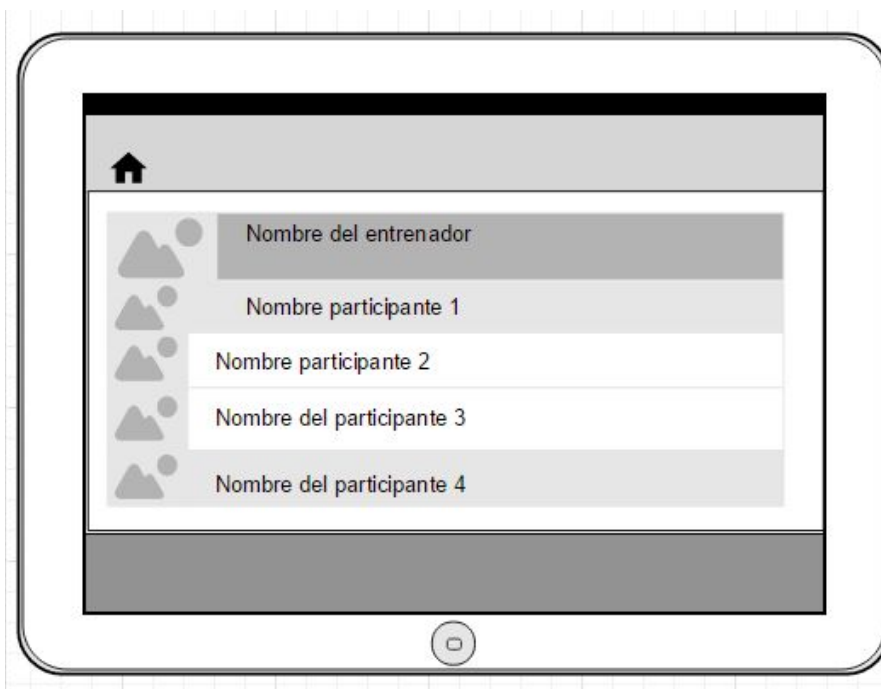 Nombre del entrenador
Nombre participante 1
Nombre participante 2
Nombre del participante 3
Nombre del participante 4